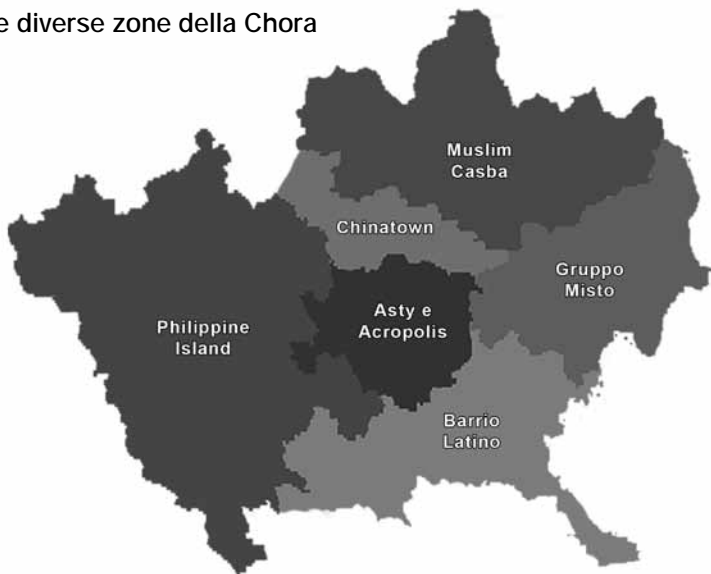 e diverse zone della Chora
Muslim
Casba
Chinatown
Gruppo
Misto
Asty e
Acropolis
Philippine
Island
Barrio
Latino